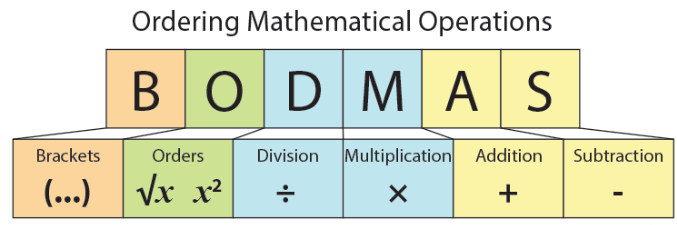 Ordering Mathematical Operations
B O D M A S
Brackets Orders Division Multiplication Addition Subtraction
(...) √x x² ÷ × + -